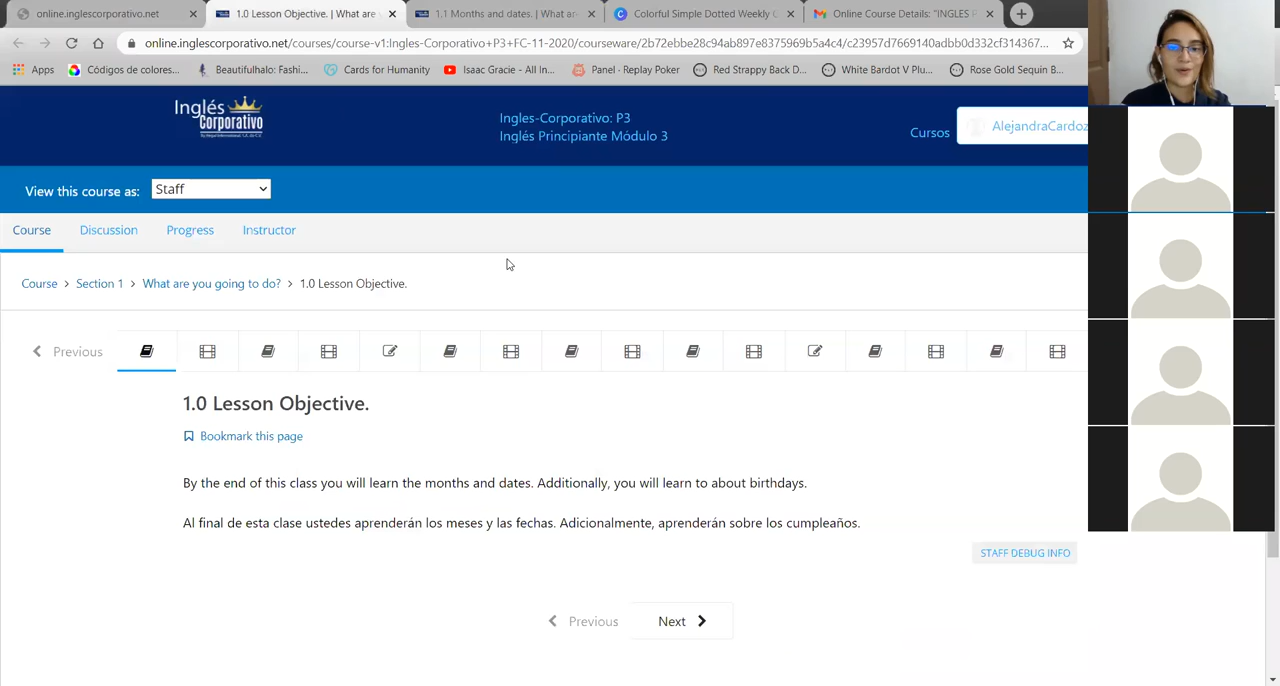 online.inglescorporativo.net
1.0 Lesson Objective. | What are
1.1 Months and dates. | What ar
Colorful Simple Dotted Weekly C
Online Course Details: "INGLES P
online.inglescorporativo.net/courses/course-v1:Ingles-Corporativo+P3+FC-11-2020/courseware/2b72ebbe28c94ab897e8375969b5a4c4/c23957d7669140adbb0d332cf314367...
Apps
Códigos de colores...
Beautifulhalo: Fashi...
Cards for Humanity
Isaac Gracie - All In...
Panel · Replay Poker
Red Strappy Back D...
White Bardot V Plu...
Rose Gold Sequin B...
Inglés
Corporativo
Ingles-Corporativo: P3
Inglés Principiante Módulo 3
Cursos
AlejandraCardoz
View this course as:
Staff
Course
Discussion
Progress
Instructor
Course > Section 1 > What are you going to do? > 1.0 Lesson Objective.
Previous
1.0 Lesson Objective.
Bookmark this page
By the end of this class you will learn the months and dates. Additionally, you will learn to about birthdays.
Al final de esta clase ustedes aprenderán los meses y las fechas. Adicionalmente, aprenderán sobre los cumpleaños.
STAFF DEBUG INFO
Previous
Next